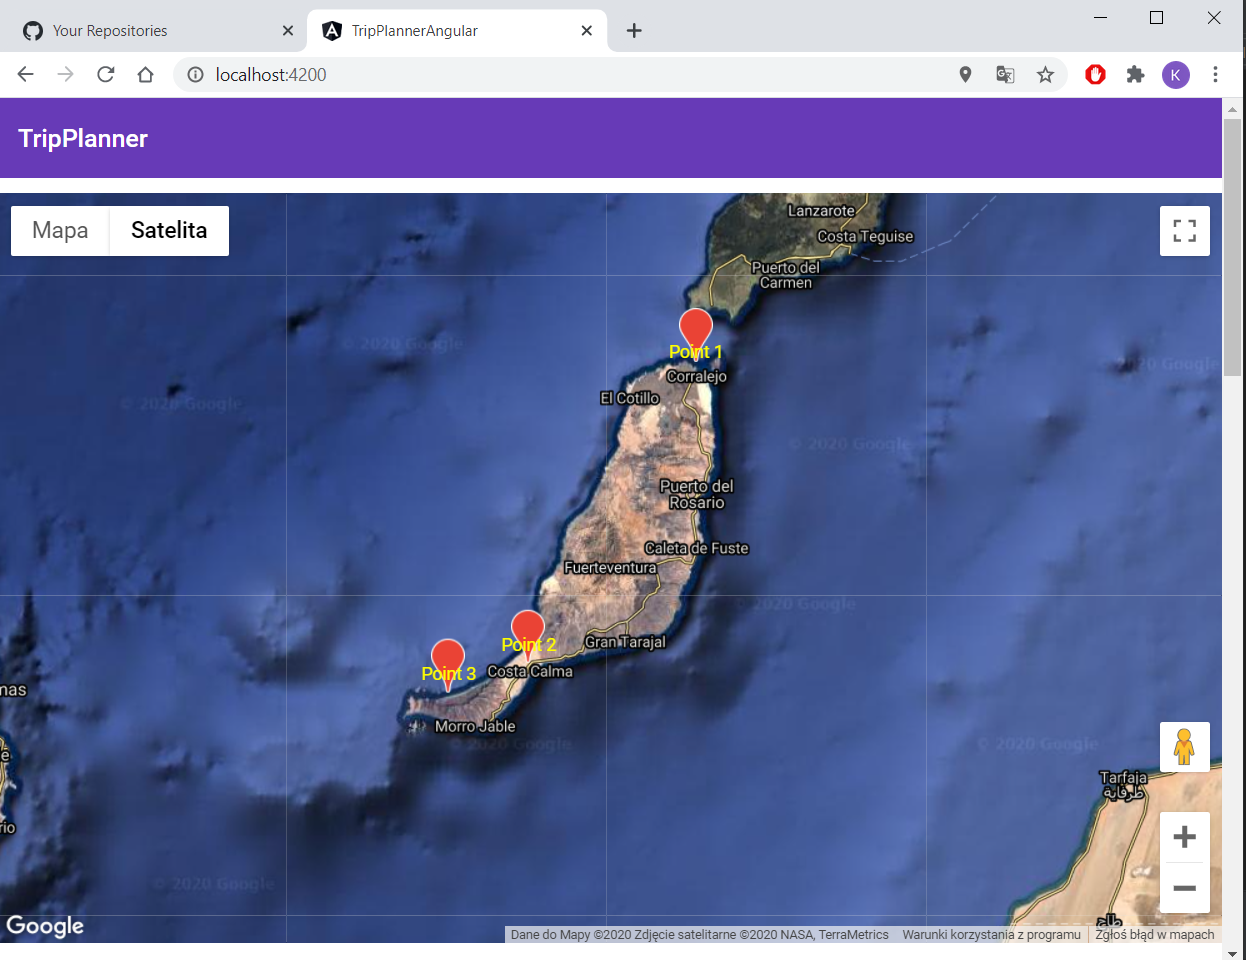 Your Repositories
TripPlannerAngular
localhost:4200
K
TripPlanner
Mapa
Satelita
Lanzarote
Costa Teguise
Puerto del
Carmen
Point 1
Corralejo
El Cotillo
© 2020 Google
© 2020 Google
2020 Google
© 2020 Google
Puerto del
Rosario
Caleta de Fuste
Fuerteventura
© 2020 Google
Point 2
Gran Tarajal
Point 3
Costa Calma
mas
Morro Jable
© 2020 Google
© 2020 Google
é
Tarfaja
طرفاية
rio
© 2020 Google
طاح
Google
Dane do Mapy ©2020 Zdjęcie satelitarne ©2020 NASA, TerraMetrics
Warunki korzystania z programu
Zgłoś błąd w mapach